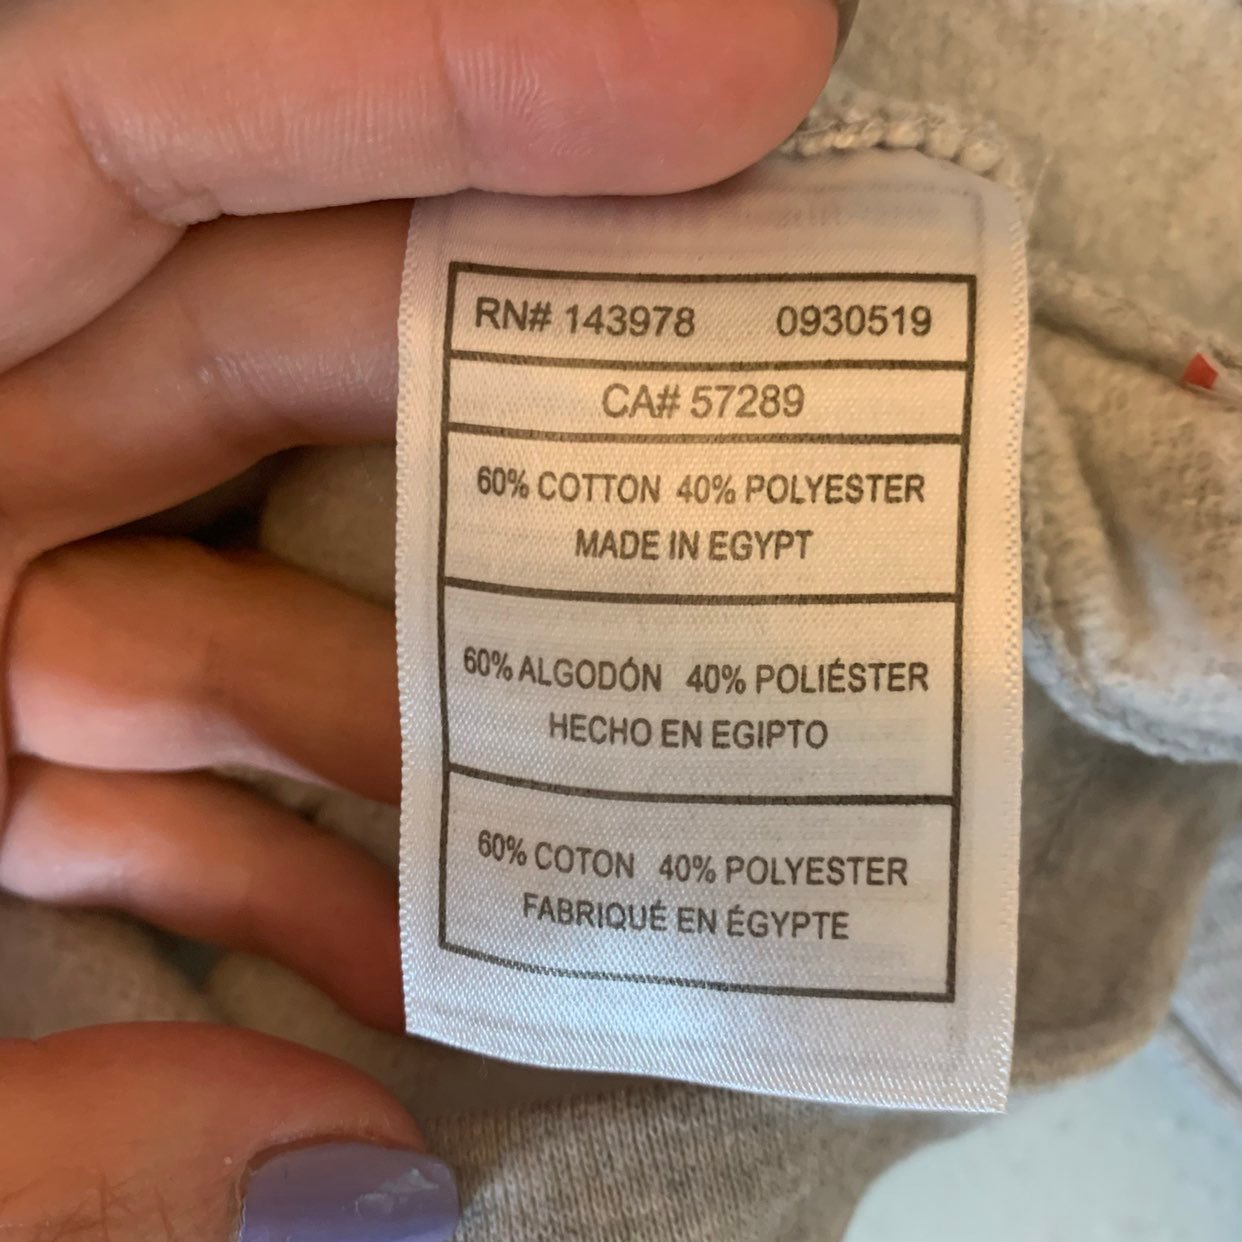 RN# 143978 0930519
CA# 57289
60% COTTON 40% POLYESTER
MADE IN EGYPT
60% ALGODÓN 40% POLIÉSTER
HECHO EN EGIPTO
60% COTON 40% POLYESTER
FABRIQUÉ EN ÉGYPTE